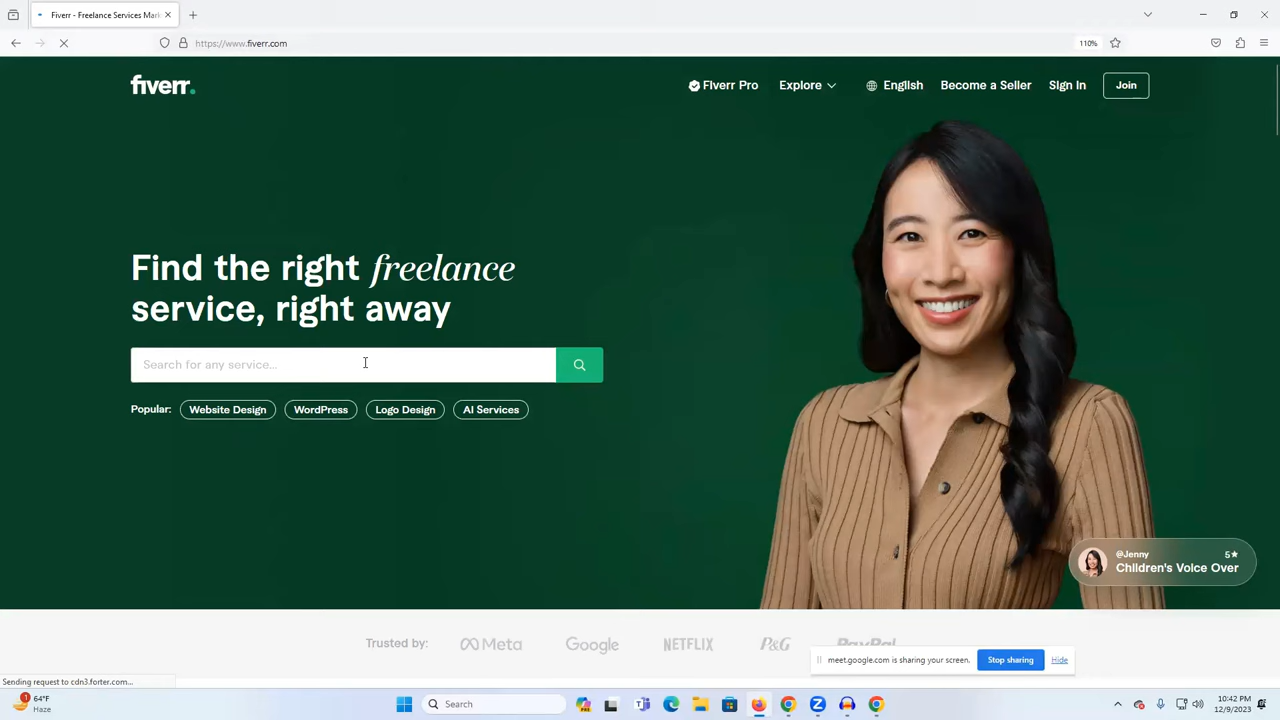 Fiverr - Freelance Services Mar
https://www.fiverr.com
110%
fiverr.
Fiverr Pro
Explore
English
Become a Seller
Sign In
Join
Find the right freelance
service, right away
Search for any service...
Popular:
Website Design
WordPress
Logo Design
AI Services
@Jenny
5★
Children's Voice Over
Trusted by:
Meta
Google
NETFLIX
P&G
PayPal
meet.google.com is sharing your screen.
Stop sharing
Hide
Sending request to cdn3.forter.com...
1
64°F
Haze
Search
10:42 PM
12/9/2023